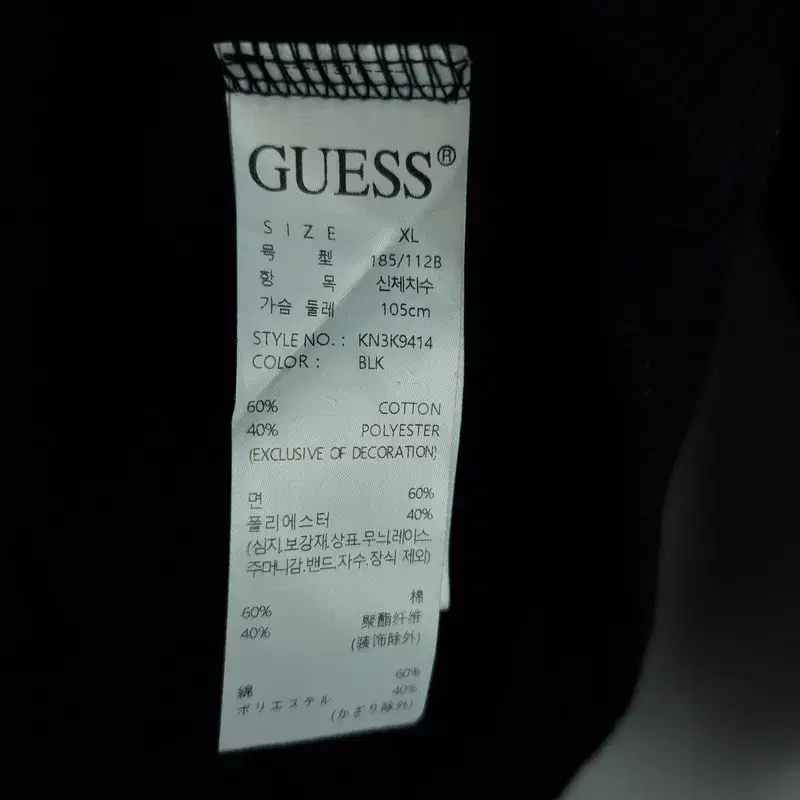 GUESS®
SIZE XL
号 型 185/112B
항 목 신체치수
가슴 둘레 105cm
STYLE NO. : KN3K9414
COLOR : BLK
60% COTTON
40% POLYESTER
(EXCLUSIVE OF DECORATION)
면 60%
폴리에스터 40%
(심지.보강재.상표.무늬.레이스.
주머니감.밴드.자수.장식 제외)
60% 棉
40% 聚酯纤维
(装饰除外)
綿 60%
ポリエステル 40%
(かざり除外)